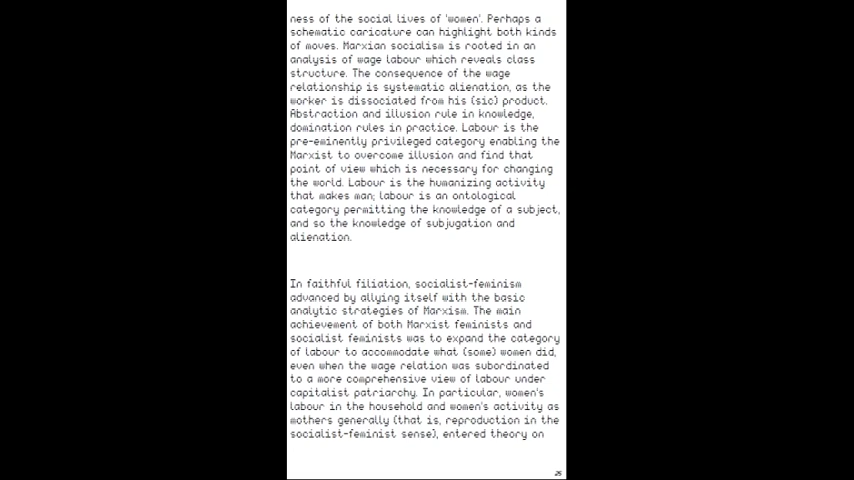 ness of the social lives of 'women'. Perhaps a
schematic caricature can highlight both kinds
of moves. Marxian socialism is rooted in an
analysis of wage labour which reveals class
structure. The consequence of the wage
relationship is systematic alienation, as the
worker is dissociated from his (sic) product.
Abstraction and illusion rule in knowledge,
domination rules in practice. Labour is the
pre-eminently privileged category enabling the
Marxist to overcome illusion and find that
point of view which is necessary for changing
the world. Labour is the humanizing activity
that makes man; labour is an ontological
category permitting the knowledge of a subject,
and so the knowledge of subjugation and
alienation.
In faithful filiation, socialist-feminism
advanced by allying itself with the basic
analytic strategies of Marxism. The main
achievement of both Marxist feminists and
socialist feminists was to expand the category
of labour to accommodate what (some) women did,
even when the wage relation was subordinated
to a more comprehensive view of labour under
capitalist patriarchy. In particular, women's
labour in the household and women's activity as
mothers generally (that is, reproduction in the
socialist-feminist sense), entered theory on